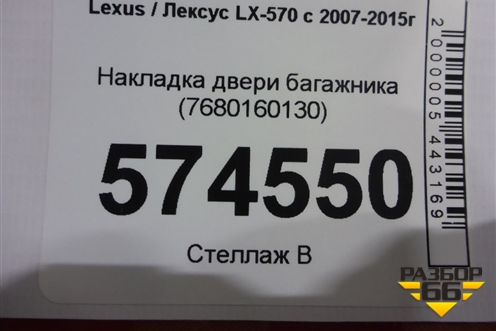 Lexus / Лексус LX-570 с 2007-2015г
Накладка двери багажника
(7680160130)
574550
Стеллаж В
2000005443169
РАЗБОР
66